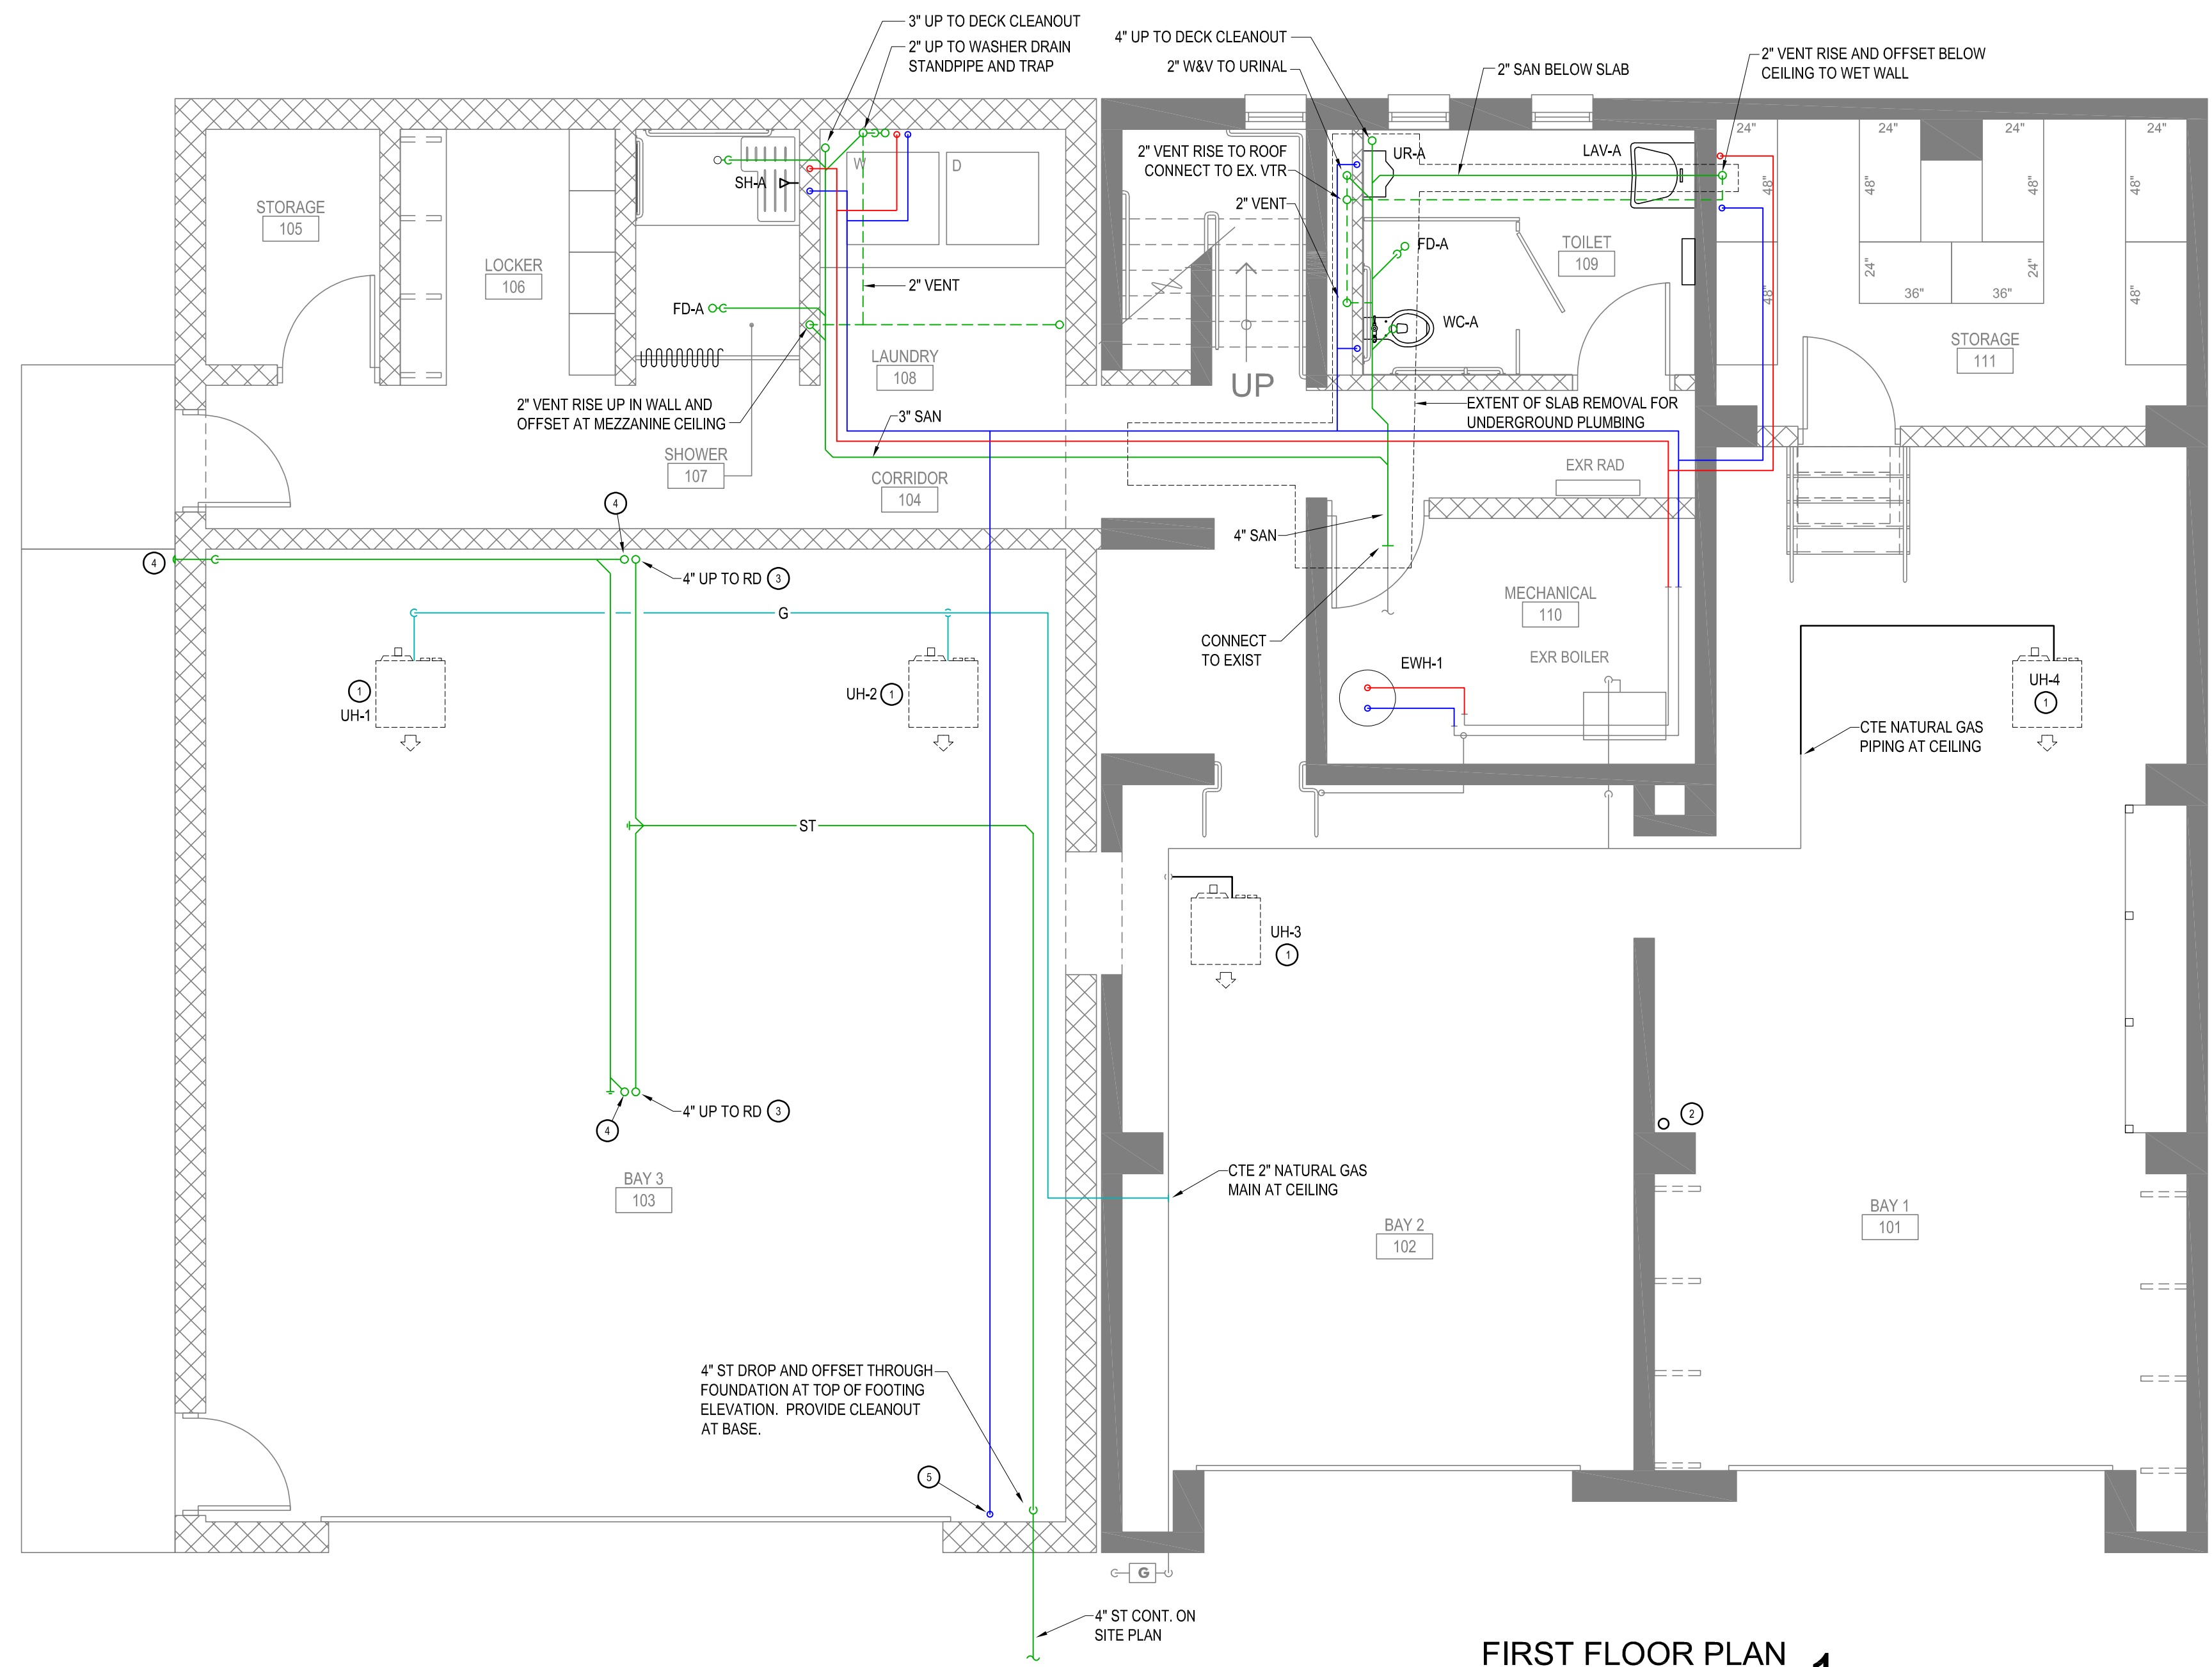 3" UP TO DECK CLEANOUT
2" UP TO WASHER DRAIN
STANDPIPE AND TRAP
4" UP TO DECK CLEANOUT
2" W&V TO URINAL
2" SAN BELOW SLAB
2" VENT RISE AND OFFSET BELOW
CEILING TO WET WALL
2" VENT RISE TO ROOF
CONNECT TO EX. VTR
2" VENT
UR-A
LAV-A
FD-A
WC-A
TOILET
109
24"
24"
24"
24"
48"
48"
48"
48"
48"
24"
24"
48"
36"
36"
STORAGE
111
STORAGE
105
LOCKER
106
SH-A
W
D
FD-A
2" VENT
LAUNDRY
108
2" VENT RISE UP IN WALL AND
OFFSET AT MEZZANINE CEILING
3" SAN
SHOWER
107
CORRIDOR
104
UP
EXTENT OF SLAB REMOVAL FOR
UNDERGROUND PLUMBING
EXR RAD
4" SAN
CONNECT
TO EXIST
MECHANICAL
110
EXR BOILER
EWH-1
4
4
4" UP TO RD
3
G
1
UH-1
UH-2
1
UH-4
1
CTE NATURAL GAS
PIPING AT CEILING
ST
UH-3
1
4
4" UP TO RD
3
2
BAY 3
103
CTE 2" NATURAL GAS
MAIN AT CEILING
BAY 2
102
BAY 1
101
4" ST DROP AND OFFSET THROUGH
FOUNDATION AT TOP OF FOOTING
ELEVATION. PROVIDE CLEANOUT
AT BASE.
5
G
4" ST CONT. ON
SITE PLAN
FIRST FLOOR PLAN